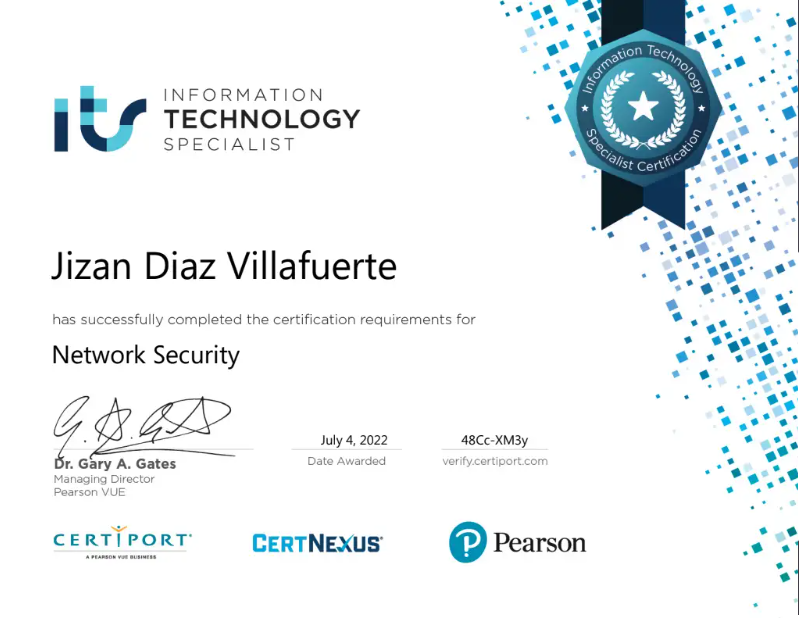 its
INFORMATION
TECHNOLOGY
SPECIALIST
Information Technology
Specialist Certification
Jizan Diaz Villafuerte
has successfully completed the certification requirements for
Network Security
July 4, 2022
48Cc-XM3y
Dr. Gary A. Gates
Date Awarded
verify.certiport.com
Managing Director
Pearson VUE
CERTIPORT®
A PEARSON VUE BUSINESS
CERTNEXUS®
Pearson